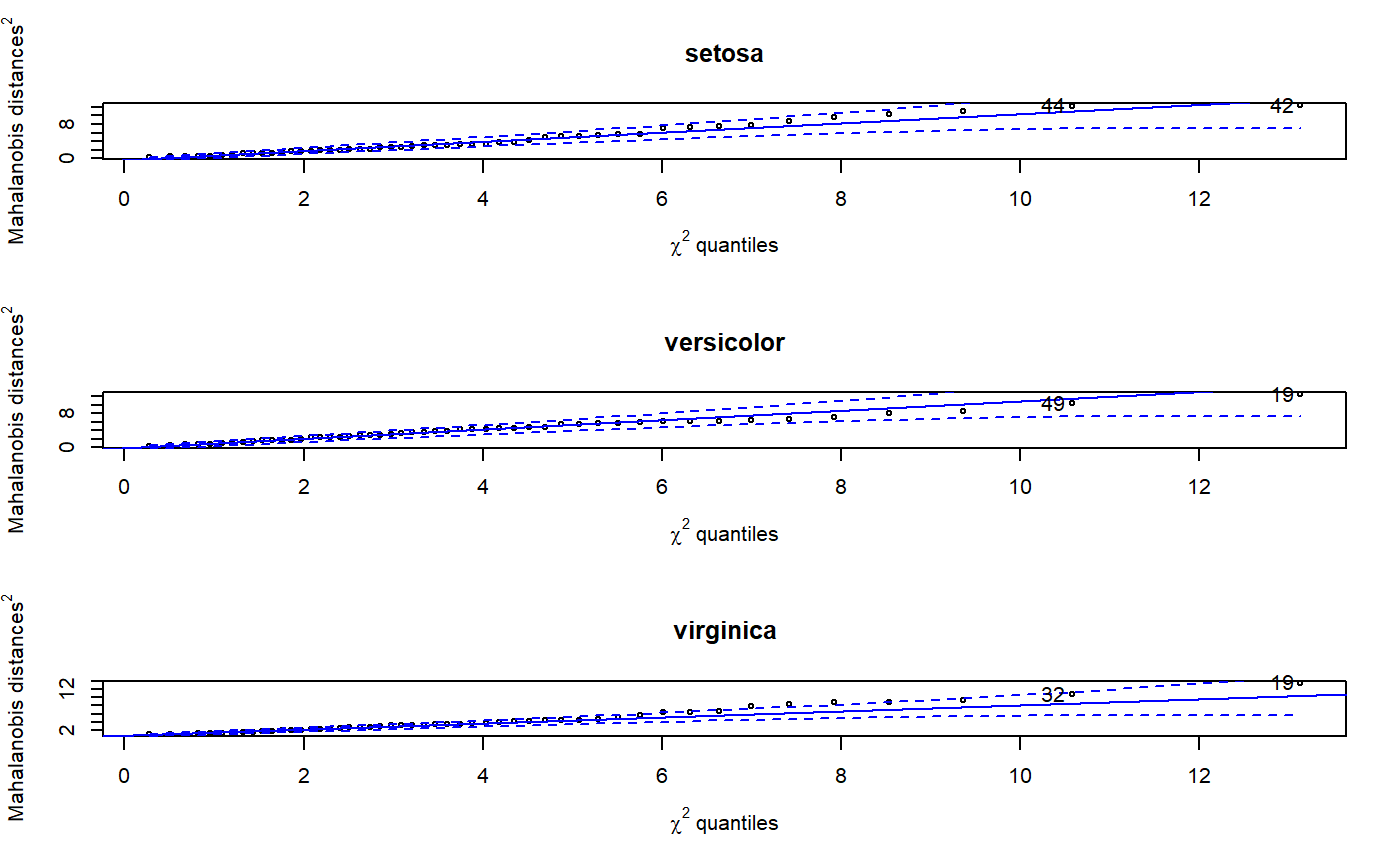 setosa
Mahalanobis distances²
8
0
44
42
0 2 4 6 8 10 12
χ² quantiles
versicolor
Mahalanobis distances²
8
0
49
19
0 2 4 6 8 10 12
χ² quantiles
virginica
Mahalanobis distances²
12
2
32
19
0 2 4 6 8 10 12
χ² quantiles